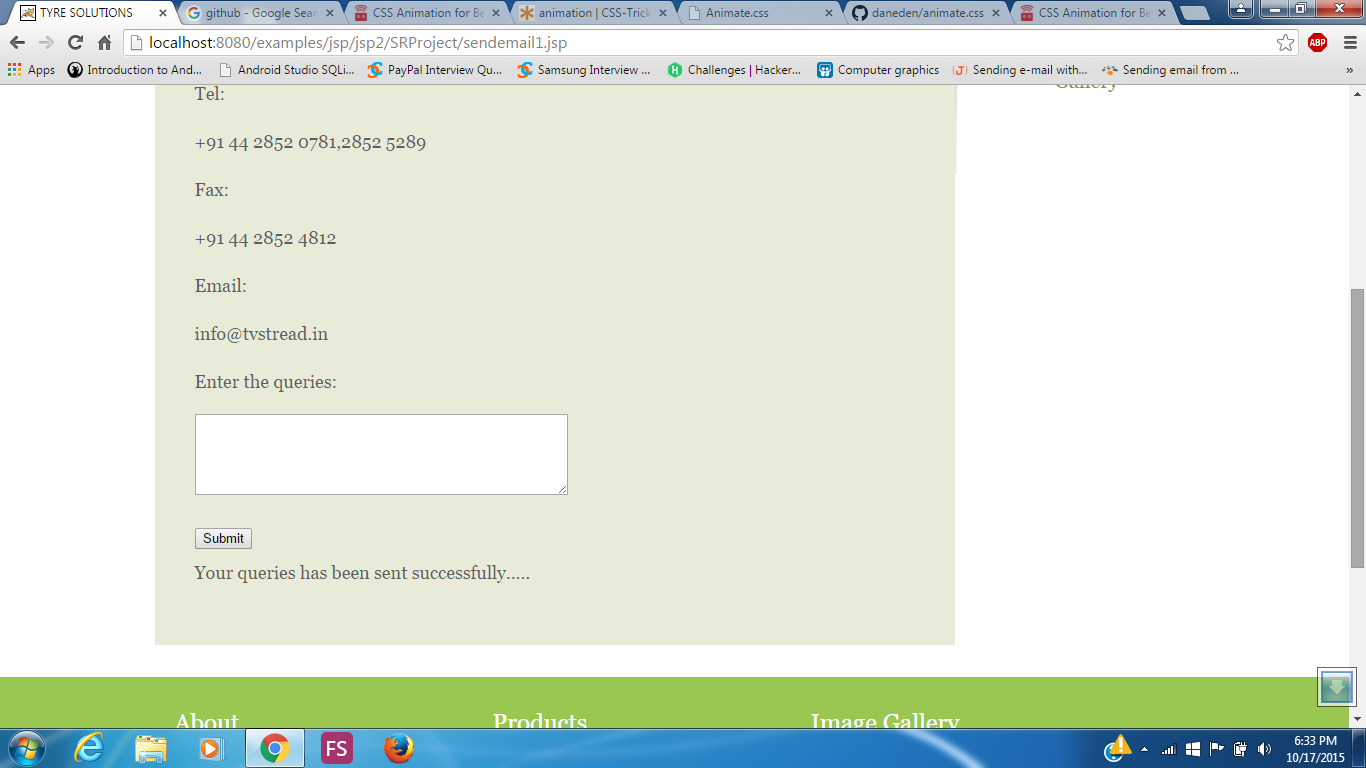 TYRE SOLUTIONS
github - Google Sear
CSS Animation for Be
animation | CSS-Trick
Animate.css
daneden/animate.css
CSS Animation for Be
localhost:8080/examples/jsp/jsp2/SRProject/sendemail1.jsp
ABP
Apps
Introduction to And...
Android Studio SQLi...
PayPal Interview Qu...
Samsung Interview ...
Challenges | Hacker...
Computer graphics
Sending e-mail with...
Sending email from ...
»
Gallery
Tel:
+91 44 2852 0781,2852 5289
Fax:
+91 44 2852 4812
Email:
info@tvstread.in
Enter the queries:
Submit
Your queries has been sent successfully.....
About
Products
Image Gallery
FS
6:33 PM
10/17/2015